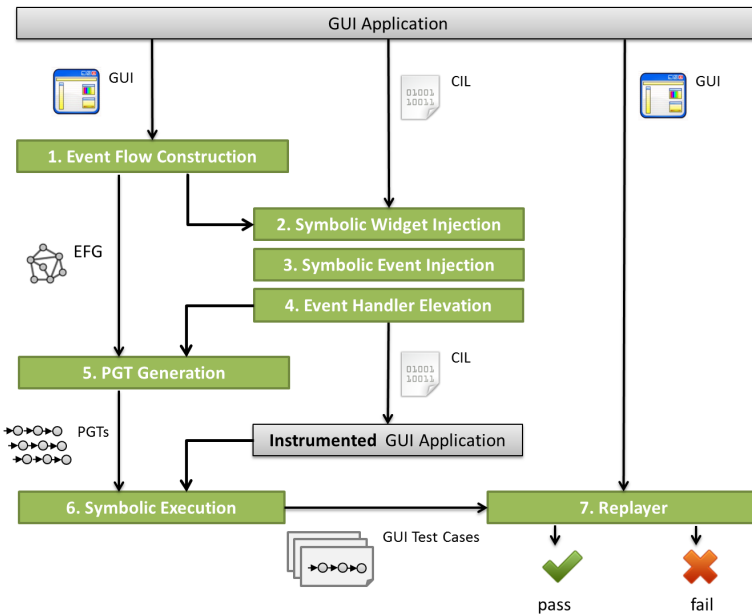 GUI Application
GUI
CIL
01001
10011
GUI
1. Event Flow Construction
2. Symbolic Widget Injection
EFG
3. Symbolic Event Injection
4. Event Handler Elevation
5. PGT Generation
CIL
01001
10011
PGTs
Instrumented GUI Application
6. Symbolic Execution
7. Replayer
GUI Test Cases
pass
fail